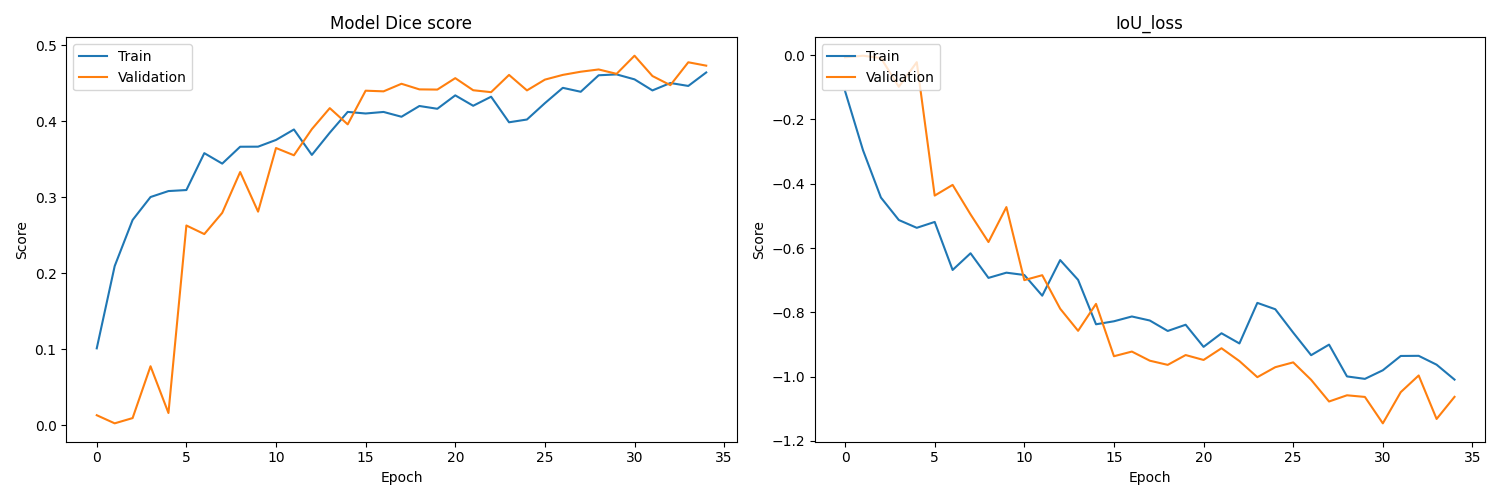 Model Dice score
Train
Validation
0.5
0.4
0.3
0.2
0.1
0.0
Score
0 5 10 15 20 25 30 35
Epoch
IoU_loss
Train
Validation
0.0
−0.2
−0.4
−0.6
−0.8
−1.0
−1.2
Score
0 5 10 15 20 25 30 35
Epoch